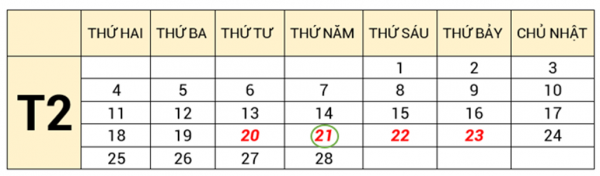 THỨ HAI THỨ BA THỨ TƯ THỨ NĂM THỨ SÁU THỨ BẢY CHỦ NHẬT
T2
1 2 3
4 5 6 7 8 9 10
11 12 13 14 15 16 17
18 19 20 21 22 23 24
25 26 27 28